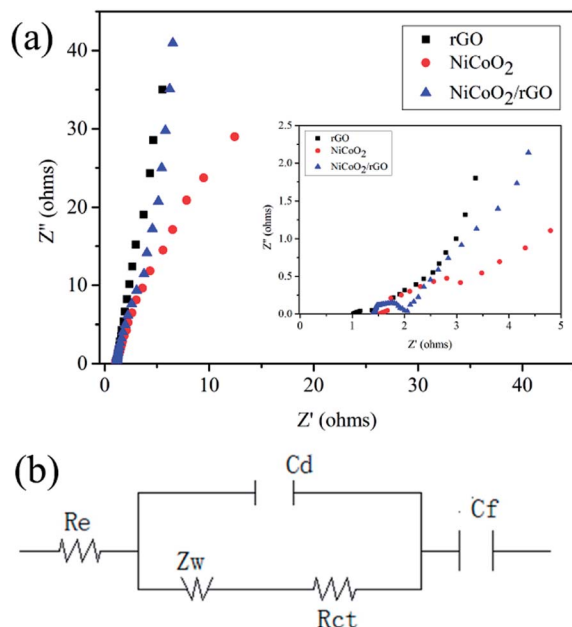 (a)
40
30
20
10
0
Z'' (ohms)
0 10 20 30 40
Z' (ohms)
rGO
NiCoO₂
NiCoO₂/rGO
2.5
2.0
1.5
1.0
0.5
0.0
Z'' (ohms)
0 1 2 3 4 5
Z' (ohms)
rGO
NiCoO₂
NiCoO₂/rGO
(b)
Cd
Re
Cf
Zw
Rct